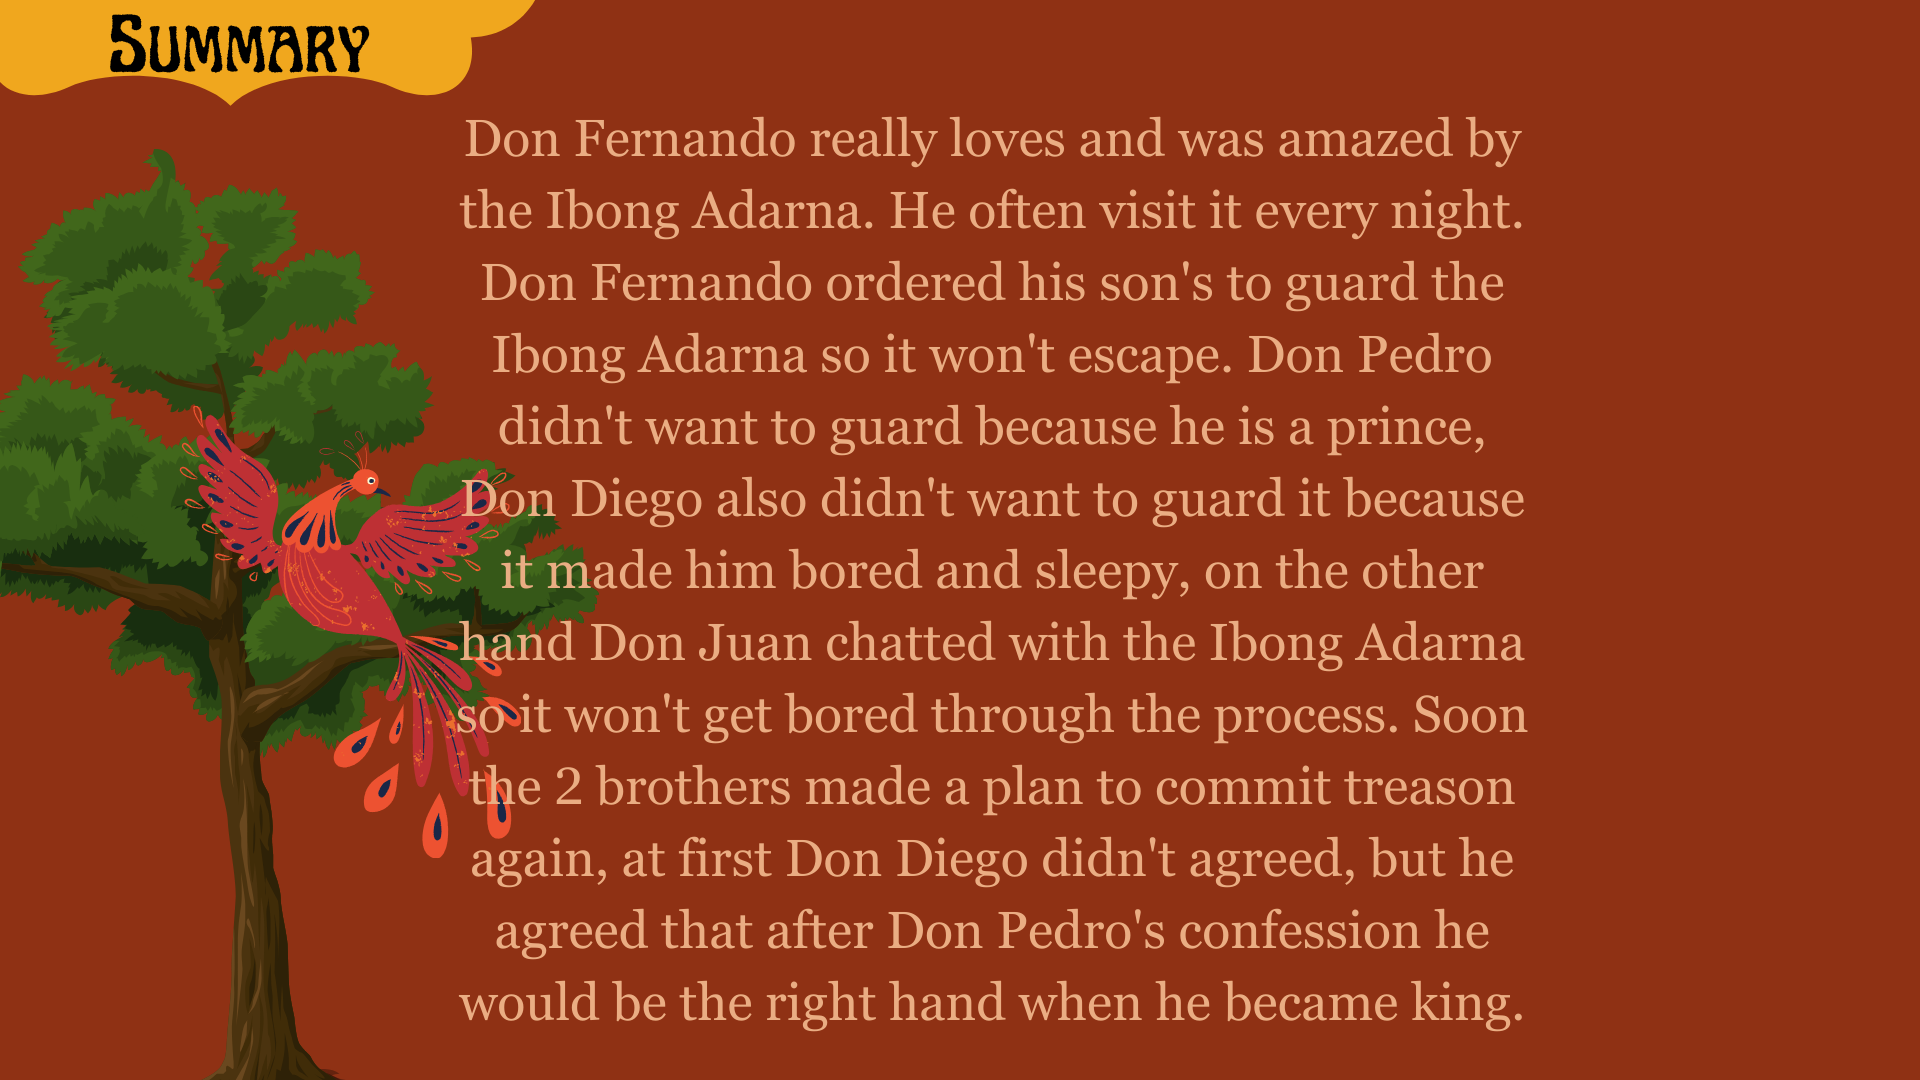 Summary
Don Fernando really loves and was amazed by
the Ibong Adarna. He often visit it every night.
Don Fernando ordered his son's to guard the
Ibong Adarna so it won't escape. Don Pedro
didn't want to guard because he is a prince,
Don Diego also didn't want to guard it because
it made him bored and sleepy, on the other
hand Don Juan chatted with the Ibong Adarna
so it won't get bored through the process. Soon
the 2 brothers made a plan to commit treason
again, at first Don Diego didn't agreed, but he
agreed that after Don Pedro's confession he
would be the right hand when he became king.